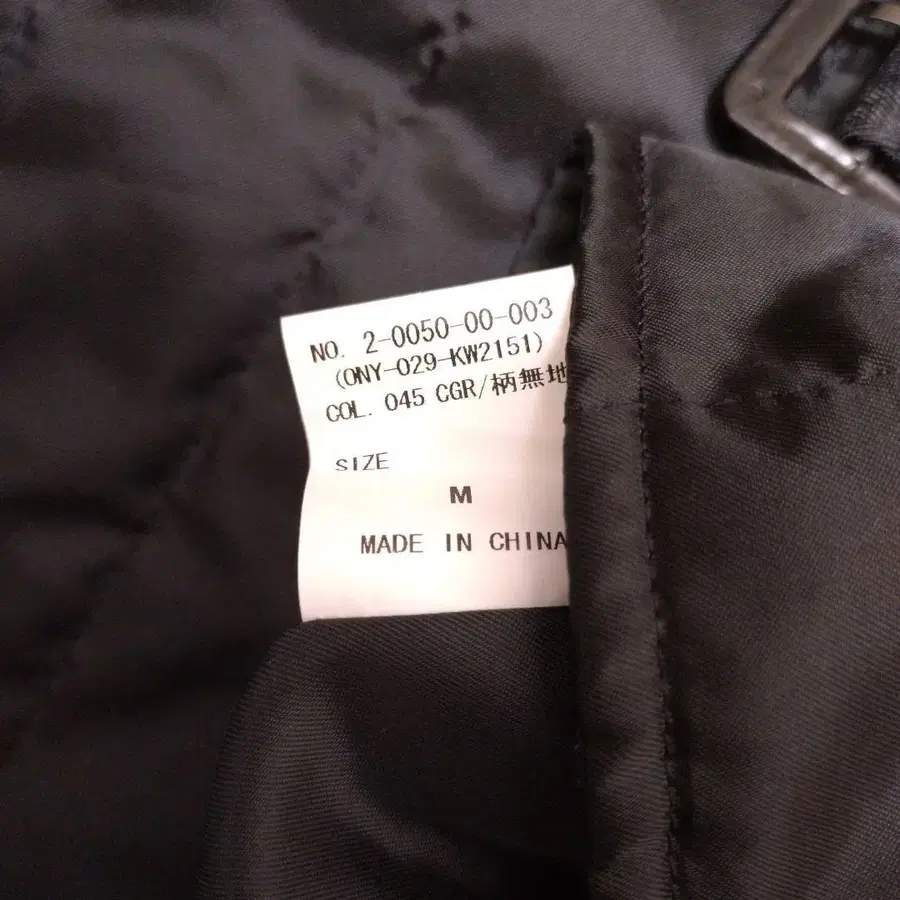 NO. 2-0050-00-003
(ONY-029-KW2151)
COL. 045 CGR/柄無地
SIZE
M
MADE IN CHINA